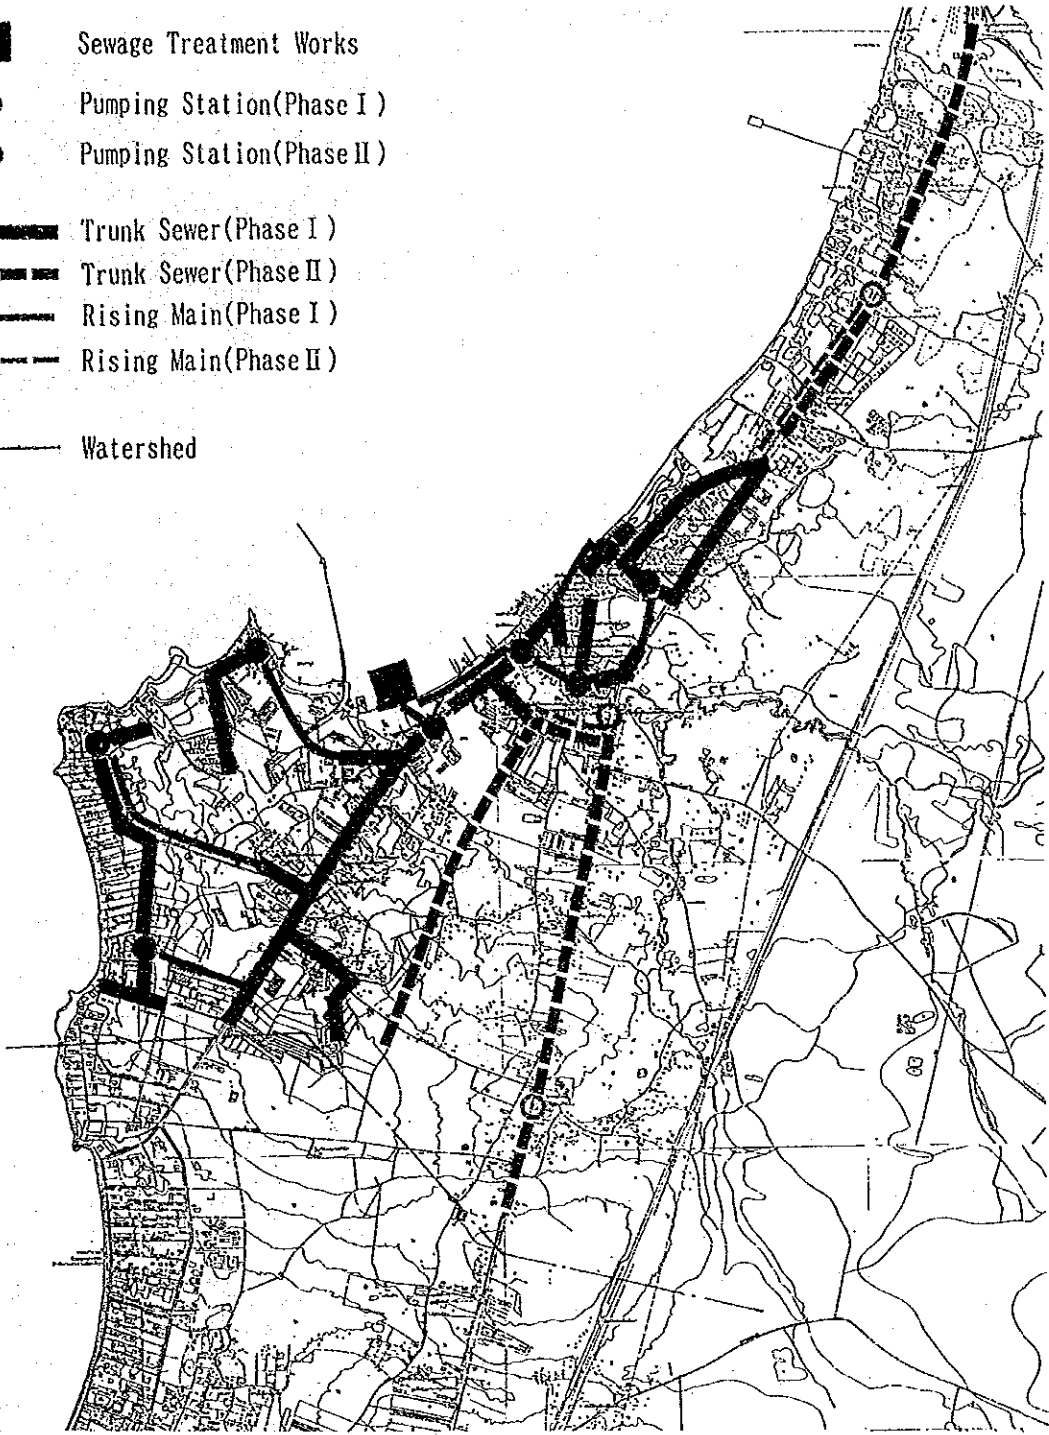 Sewage Treatment Works
Pumping Station(Phase I)
Pumping Station(Phase II)
Trunk Sewer(Phase I)
Trunk Sewer(Phase II)
Rising Main(Phase I)
Rising Main(Phase II)
Watershed